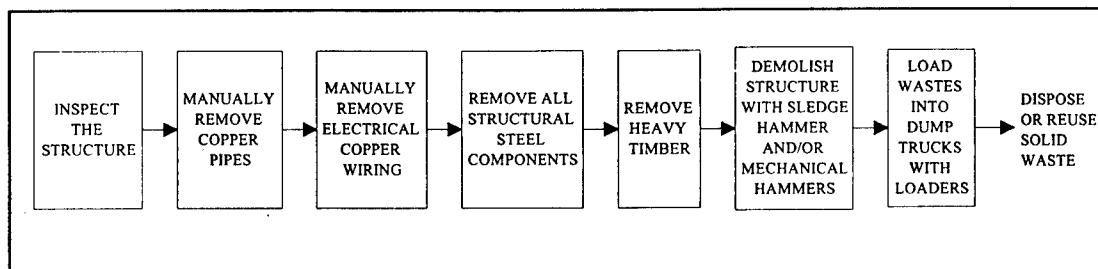 INSPECT
THE
STRUCTURE
MANUALLY
REMOVE
COPPER
PIPES
MANUALLY
REMOVE
ELECTRICAL
COPPER
WIRING
REMOVE ALL
STRUCTURAL
STEEL
COMPONENTS
REMOVE
HEAVY
TIMBER
DEMOLISH
STRUCTURE
WITH SLEDGE
HAMMER
AND/OR
MECHANICAL
HAMMERS
LOAD
WASTES
INTO
DUMP
TRUCKS
WITH
LOADERS
DISPOSE
OR REUSE
SOLID
WASTE